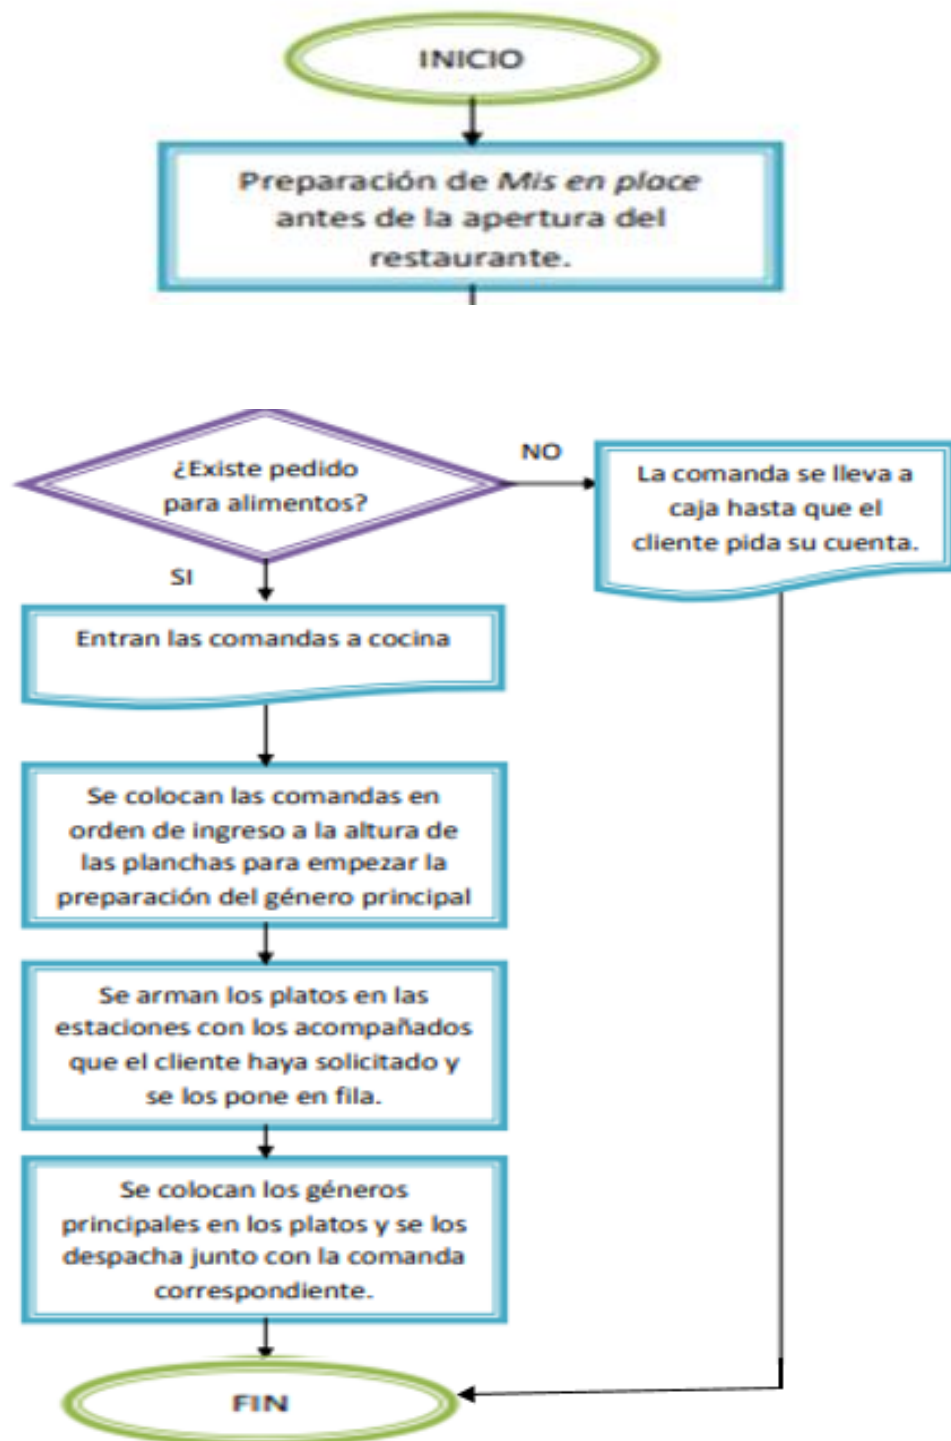 INICIO
Preparación de Mis en place
antes de la apertura del
restaurante.
¿Existe pedido
para alimentos?
NO
La comanda se lleva a
caja hasta que el
cliente pida su cuenta.
SI
Entran las comandas a cocina
Se colocan las comandas en
orden de ingreso a la altura de
las planchas para empezar la
preparación del género principal
Se arman los platos en las
estaciones con los acompañados
que el cliente haya solicitado y
se los pone en fila.
Se colocan los géneros
principales en los platos y se los
despacha junto con la comanda
correspondiente.
FIN